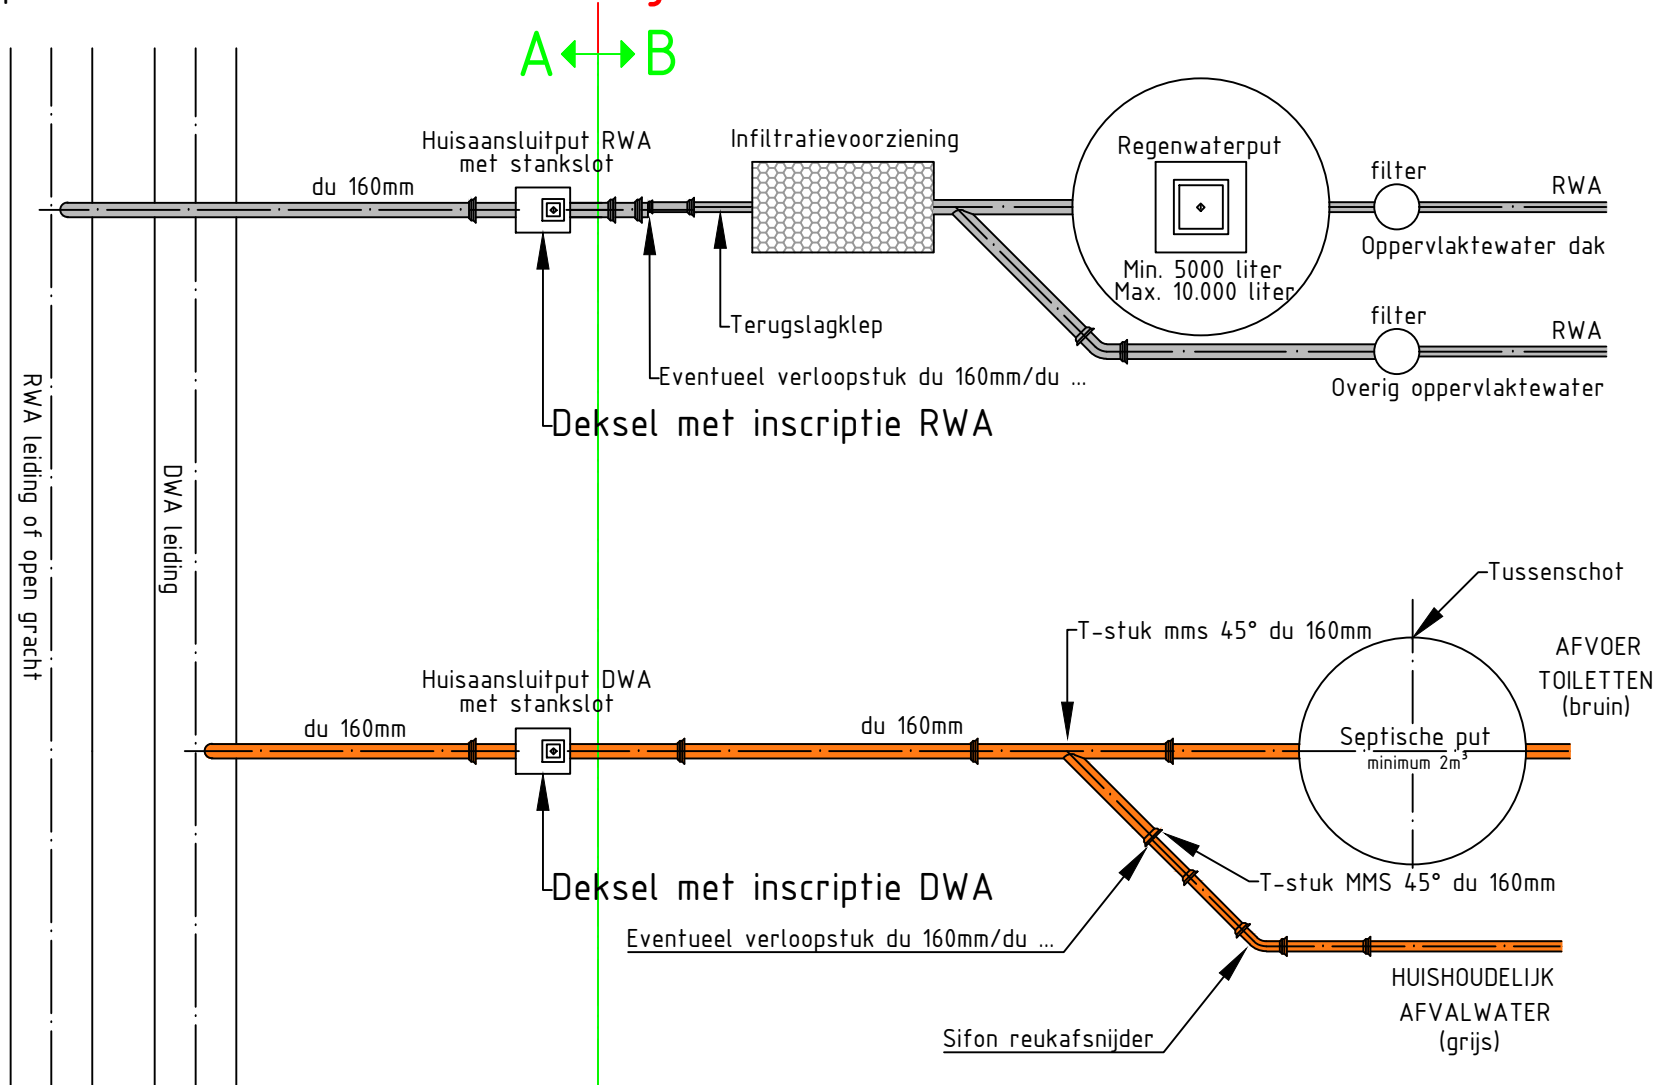 A B
Huisaansluitput RWA
met stankslot
du 160mm
Infiltratievoorziening
Regenwaterput
Min. 5000 liter
Max. 10.000 liter
filter
RWA
Oppervlaktewater dak
filter
RWA
Overig oppervlaktewater
Terugslagklep
Eventueel verloopstuk du 160mm/du ...
Deksel met inscriptie RWA
RWA leiding of open gracht
DWA leiding
Tussenschot
T-stuk mms 45° du 160mm
AFVOER
TOILETTEN
(bruin)
Huisaansluitput DWA
met stankslot
du 160mm
du 160mm
Septische put
minimum 2m³
Deksel met inscriptie DWA
T-stuk MMS 45° du 160mm
Eventueel verloopstuk du 160mm/du ...
HUISHOUDELIJK
AFVALWATER
(grijs)
Sifon reukafsnijder